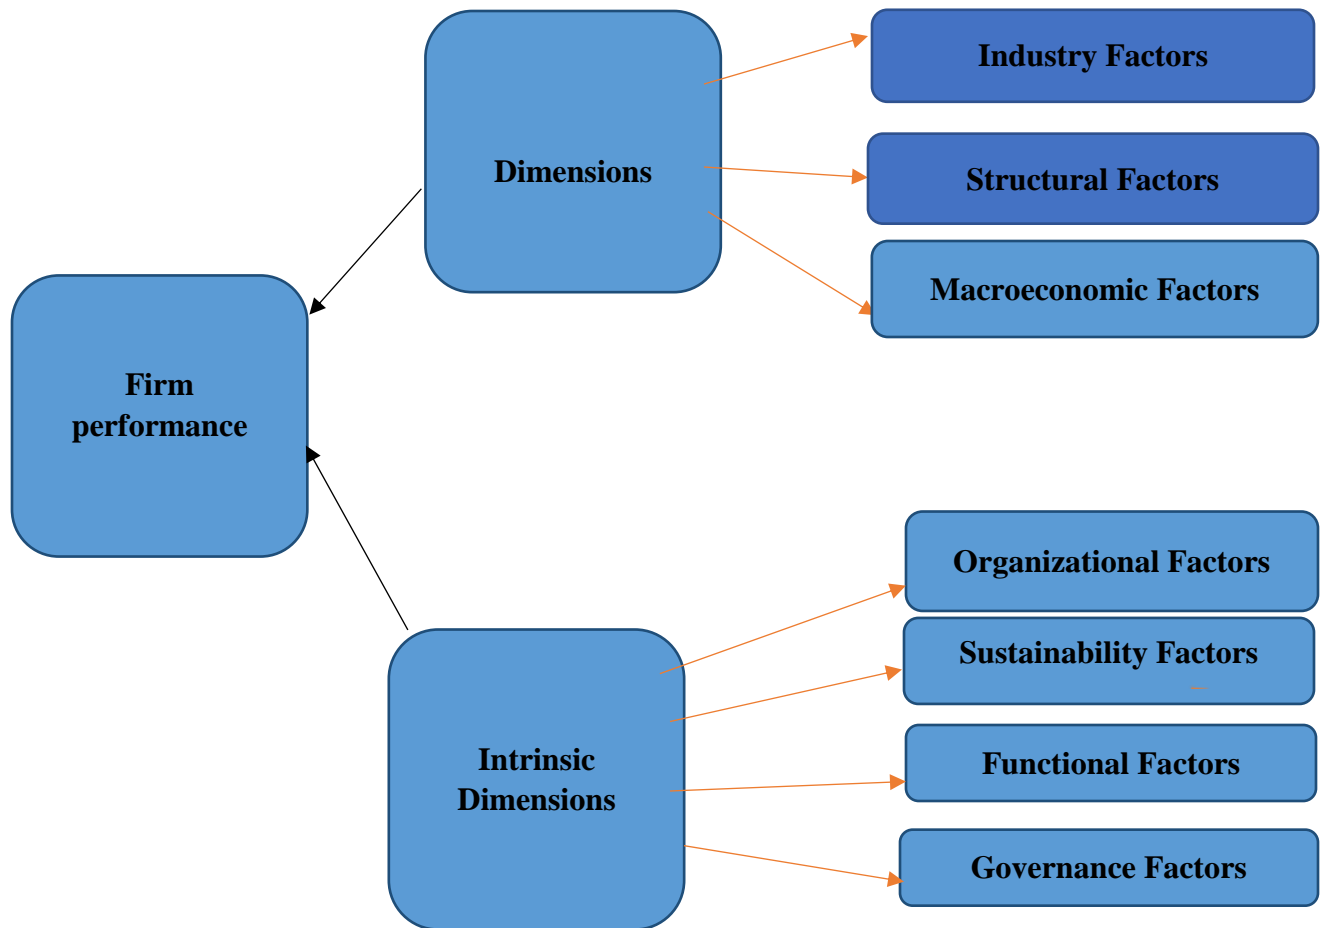 Industry Factors
Dimensions
Structural Factors
Macroeconomic Factors
Firm
performance
Organizational Factors
Sustainability Factors
Intrinsic
Dimensions
Functional Factors
Governance Factors